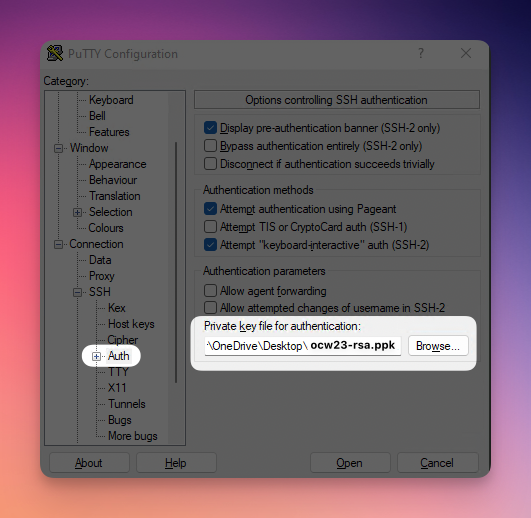 PuTTY Configuration
?
Category:
Keyboard
Bell
Features
Window
Appearance
Behaviour
Translation
Selection
Colours
Connection
Data
Proxy
SSH
Kex
Host keys
Cipher
Auth
TTY
X11
Tunnels
Bugs
More bugs
Options controlling SSH authentication
Display pre-authentication banner (SSH-2 only)
Bypass authentication entirely (SSH-2 only)
Disconnect if authentication succeeds trivially
Authentication methods
Attempt authentication using Pageant
Attempt TIS or CryptoCard auth (SSH-1)
Attempt "keyboard-interactive" auth (SSH-2)
Authentication parameters
Allow agent forwarding
Allow attempted changes of username in SSH-2
Private key file for authentication:
\OneDrive\Desktop\ ocw23-rsa.ppk
Browse...
About
Help
Open
Cancel